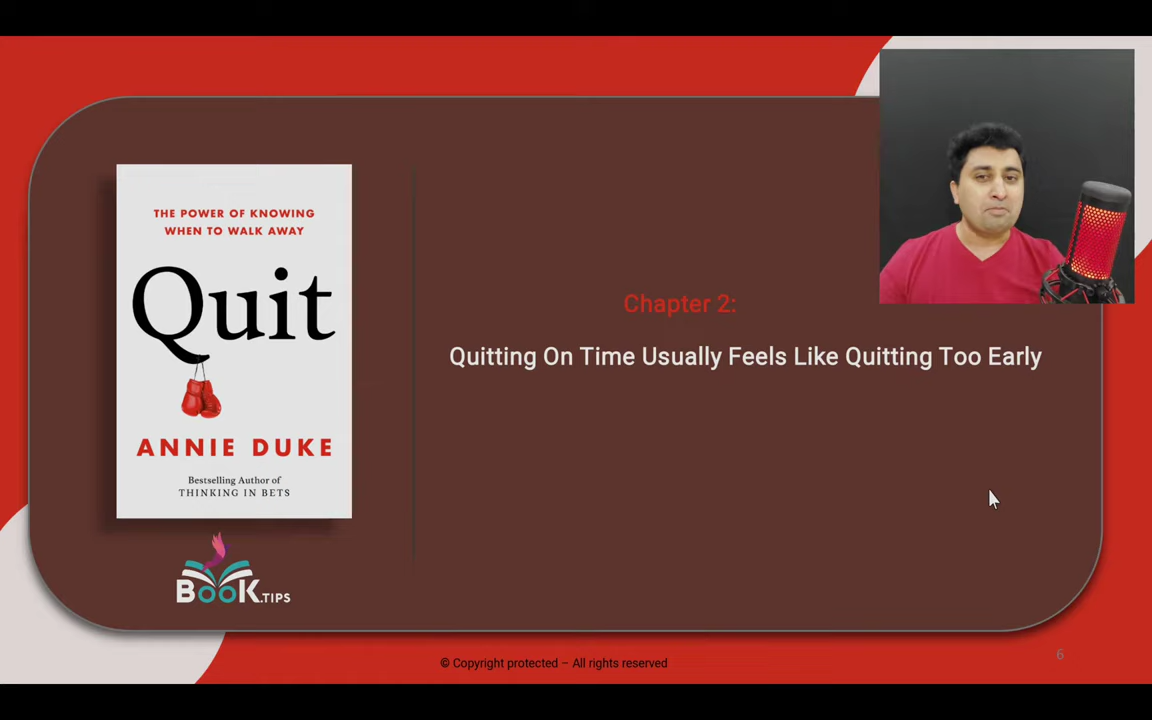 THE POWER OF KNOWING
WHEN TO WALK AWAY
Quit
ANNIE DUKE
Bestselling Author of
THINKING IN BETS
BOOK.TIPS
Chapter 2:
Quitting On Time Usually Feels Like Quitting Too Early
© Copyright protected – All rights reserved
6